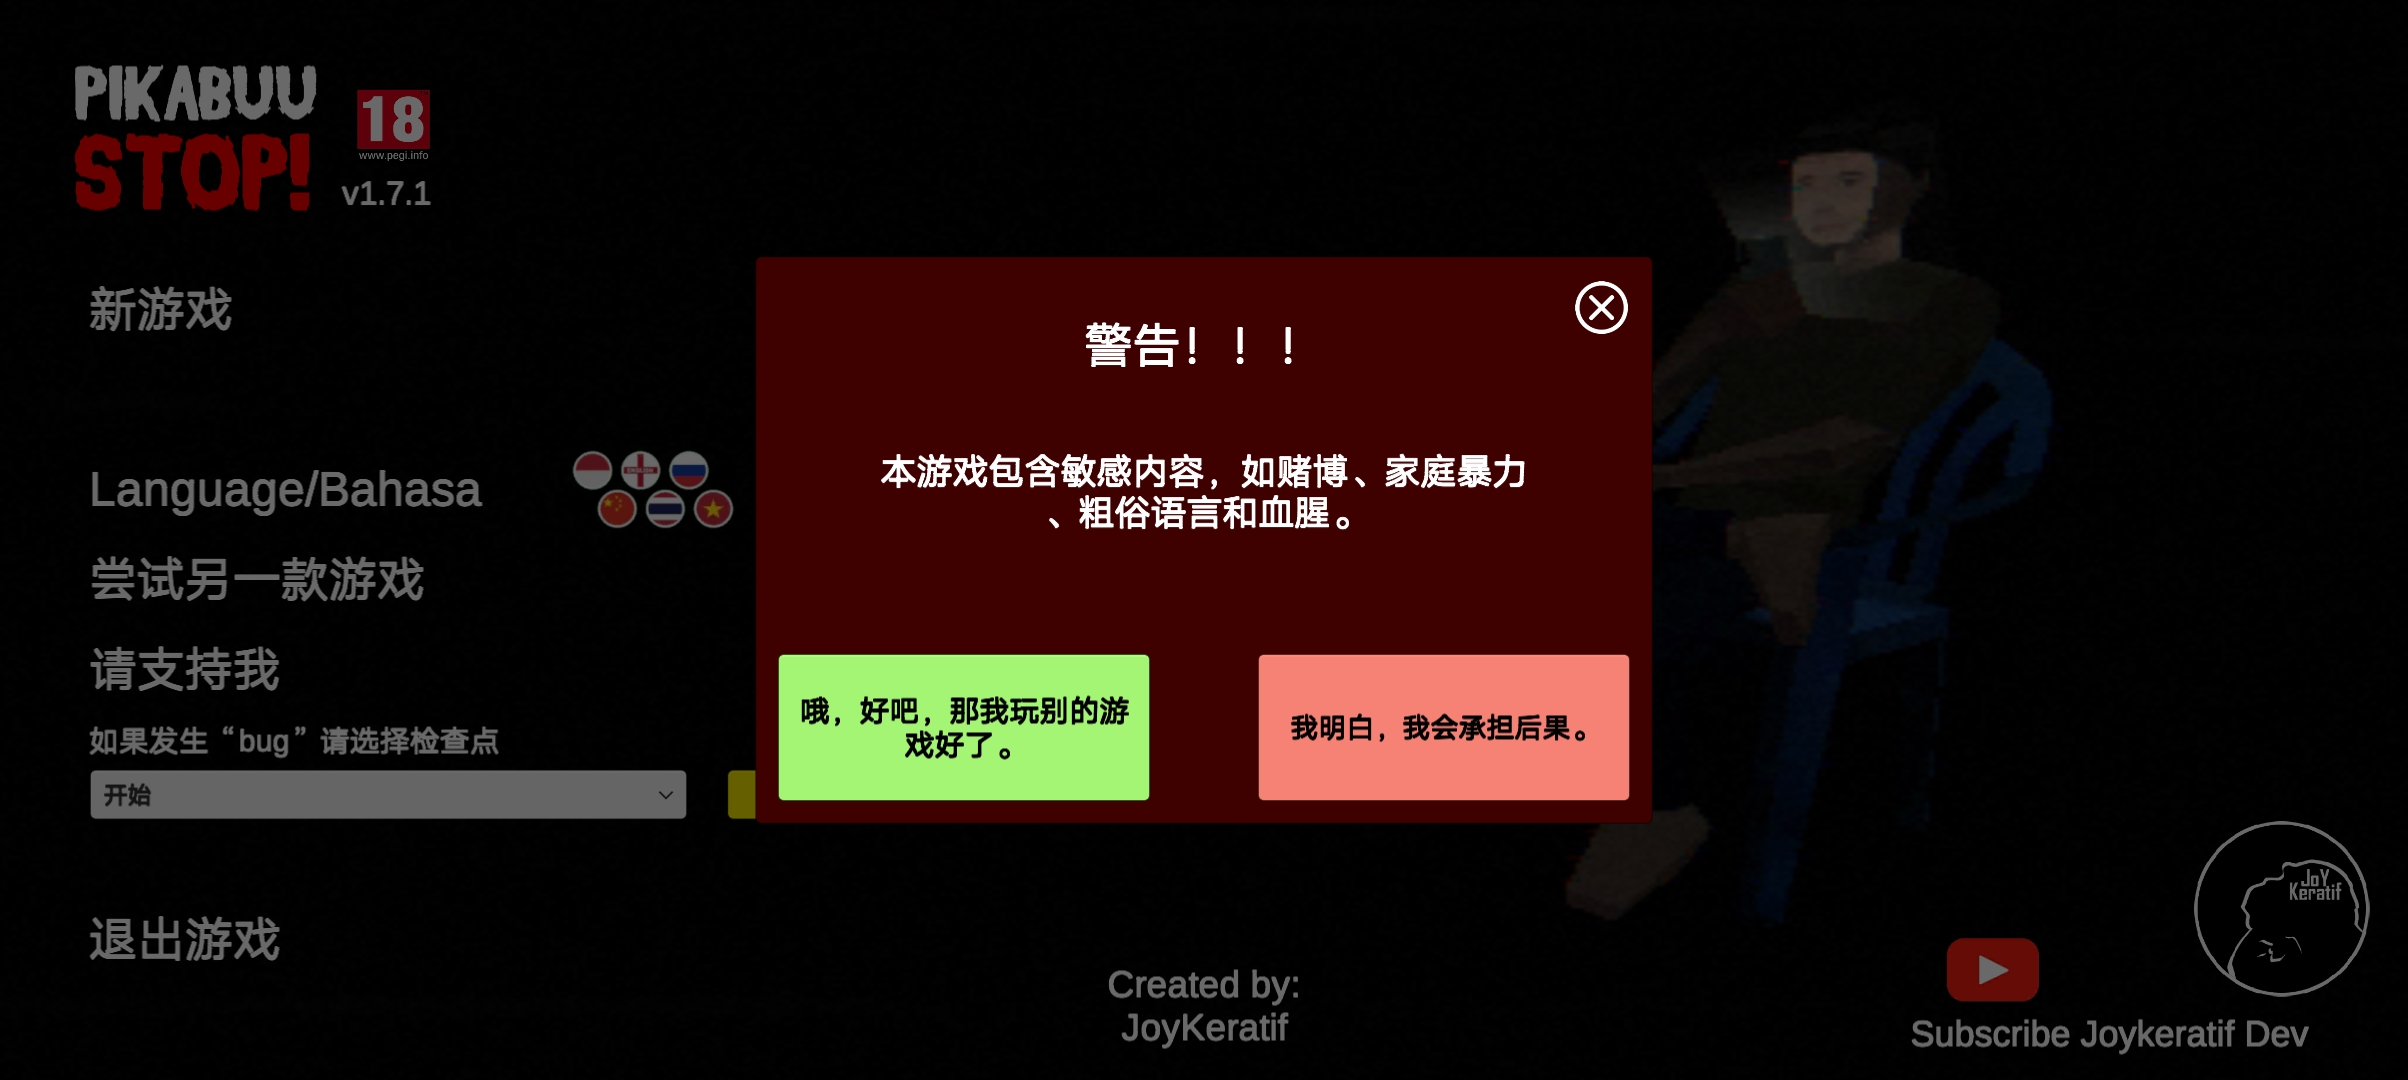 PIKABUU
STOP!
18
www.pegi.info
v1.7.1
新游戏
Language/Bahasa
ENGLISH
尝试另一款游戏
请支持我
如果发生“bug”请选择检查点
开始
退出游戏
警告！！！
本游戏包含敏感内容，如赌博、家庭暴力
、粗俗语言和血腥。
哦，好吧，那我玩别的游
戏好了。
我明白，我会承担后果。
Created by:
JoyKeratif
JoY
Keratif
Subscribe Joykeratif Dev